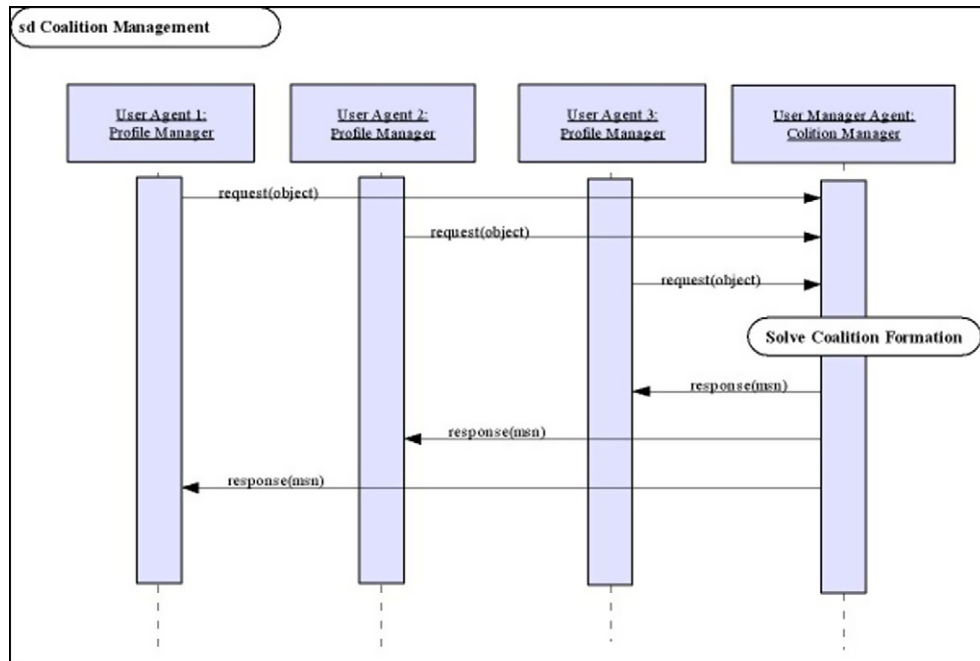 sd Coalition Management
User Agent 1:
Profile Manager
User Agent 2:
Profile Manager
User Agent 3:
Profile Manager
User Manager Agent:
Colition Manager
request(object)
request(object)
request(object)
Solve Coalition Formation
response(msn)
response(msn)
response(msn)